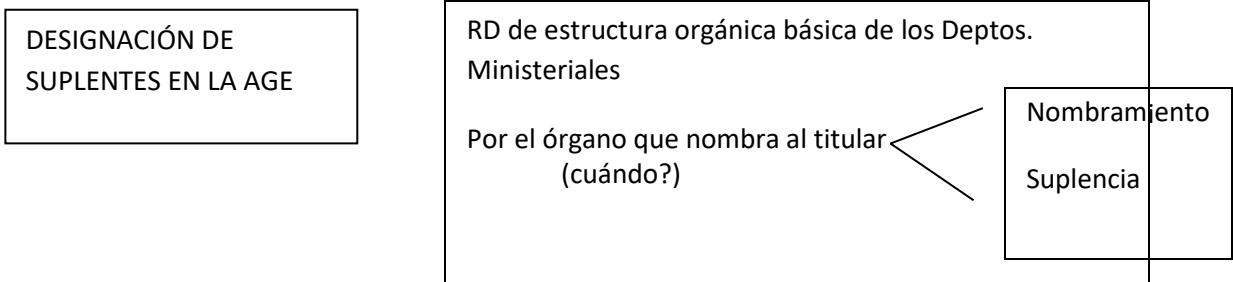 DESIGNACIÓN DE
SUPLENTES EN LA AGE
RD de estructura orgánica básica de los Deptos.
Ministeriales
Por el órgano que nombra al titular
(cuándo?)
Nombramiento
Suplencia